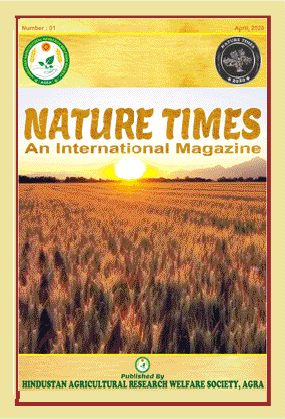 Number : 01
April, 2020
NATURE TIMES
An International Magazine
Published By
HINDUSTAN AGRICULTURAL RESEARCH WELFARE SOCIETY, AGRA